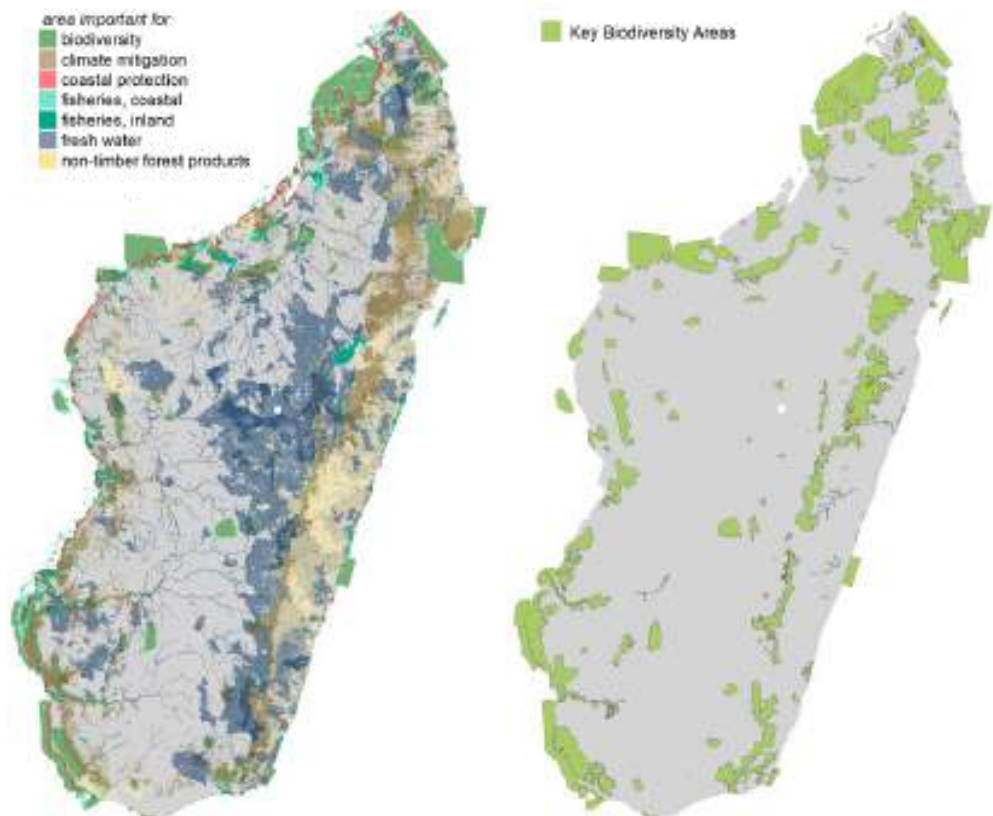 area important for:
biodiversity
climate mitigation
coastal protection
fisheries, coastal
fisheries, inland
fresh water
non-timber forest products
Key Biodiversity Areas